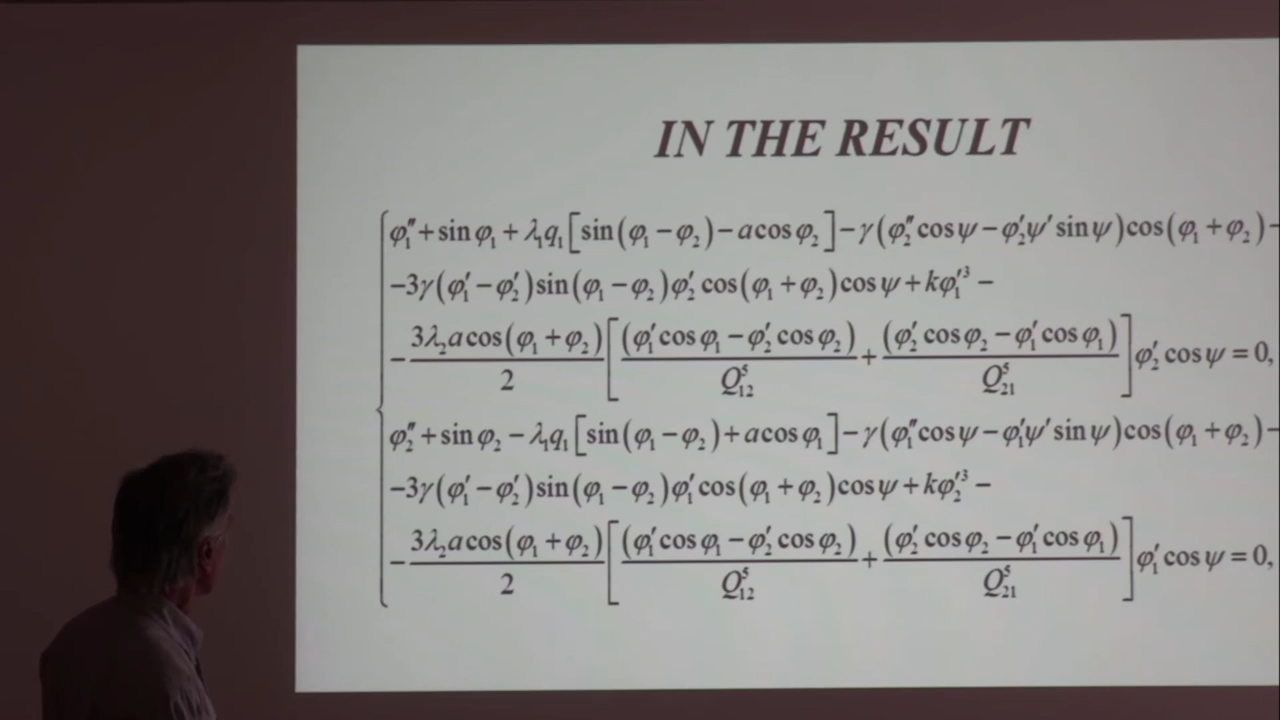 IN THE RESULT
φ₁″ + sin φ₁ + λ₁q₁[sin(φ₁ − φ₂) − a cos φ₂] − γ(φ₂″ cos ψ − φ₂′ψ′ sin ψ) cos(φ₁ + φ₂) −
−3γ(φ₁′ − φ₂′) sin(φ₁ − φ₂)φ₂′ cos(φ₁ + φ₂) cos ψ + kφ₁′³ −
− 3λ₂a cos(φ₁ + φ₂)/2 [(φ₁′ cos φ₁ − φ₂′ cos φ₂)/Q₁₂⁵ + (φ₂′ cos φ₂ − φ₁′ cos φ₁)/Q₂₁⁵] φ₂′ cos ψ = 0,
φ₂″ + sin φ₂ − λ₁q₁[sin(φ₁ − φ₂) + a cos φ₁] − γ(φ₁″ cos ψ − φ₁′ψ′ sin ψ) cos(φ₁ + φ₂) −
−3γ(φ₁′ − φ₂′) sin(φ₁ − φ₂)φ₁′ cos(φ₁ + φ₂) cos ψ + kφ₂′³ −
− 3λ₂a cos(φ₁ + φ₂)/2 [(φ₁′ cos φ₁ − φ₂′ cos φ₂)/Q₁₂⁵ + (φ₂′ cos φ₂ − φ₁′ cos φ₁)/Q₂₁⁵] φ₁′ cos ψ = 0,